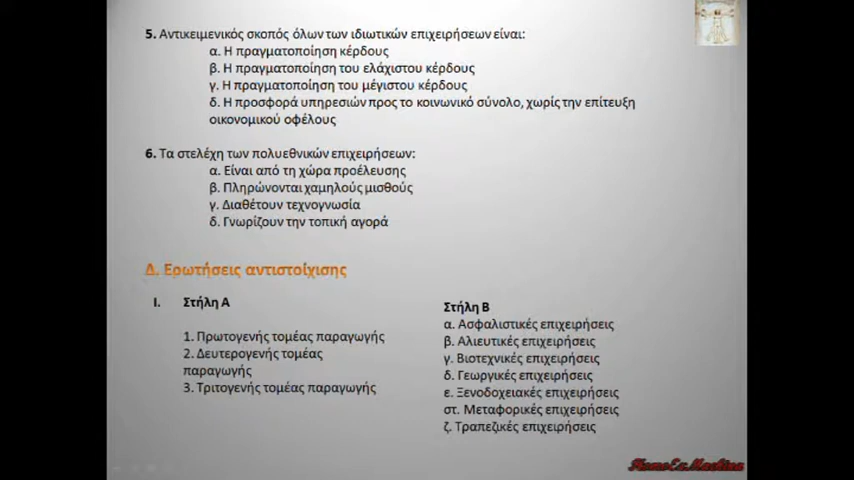 5. Αντικειμενικός σκοπός όλων των ιδιωτικών επιχειρήσεων είναι:
α. Η πραγματοποίηση κέρδους
β. Η πραγματοποίηση του ελάχιστου κέρδους
γ. Η πραγματοποίηση του μέγιστου κέρδους
δ. Η προσφορά υπηρεσιών προς το κοινωνικό σύνολο, χωρίς την επίτευξη
οικονομικού οφέλους
6. Τα στελέχη των πολυεθνικών επιχειρήσεων:
α. Είναι από τη χώρα προέλευσης
β. Πληρώνονται χαμηλούς μισθούς
γ. Διαθέτουν τεχνογνωσία
δ. Γνωρίζουν την τοπική αγορά
Δ. Ερωτήσεις αντιστοίχισης
I. Στήλη Α
1. Πρωτογενής τομέας παραγωγής
2. Δευτερογενής τομέας
παραγωγής
3. Τριτογενής τομέας παραγωγής
Στήλη Β
α. Ασφαλιστικές επιχειρήσεις
β. Αλιευτικές επιχειρήσεις
γ. Βιοτεχνικές επιχειρήσεις
δ. Γεωργικές επιχειρήσεις
ε. Ξενοδοχειακές επιχειρήσεις
στ. Μεταφορικές επιχειρήσεις
ζ. Τραπεζικές επιχειρήσεις
HomoExMachina